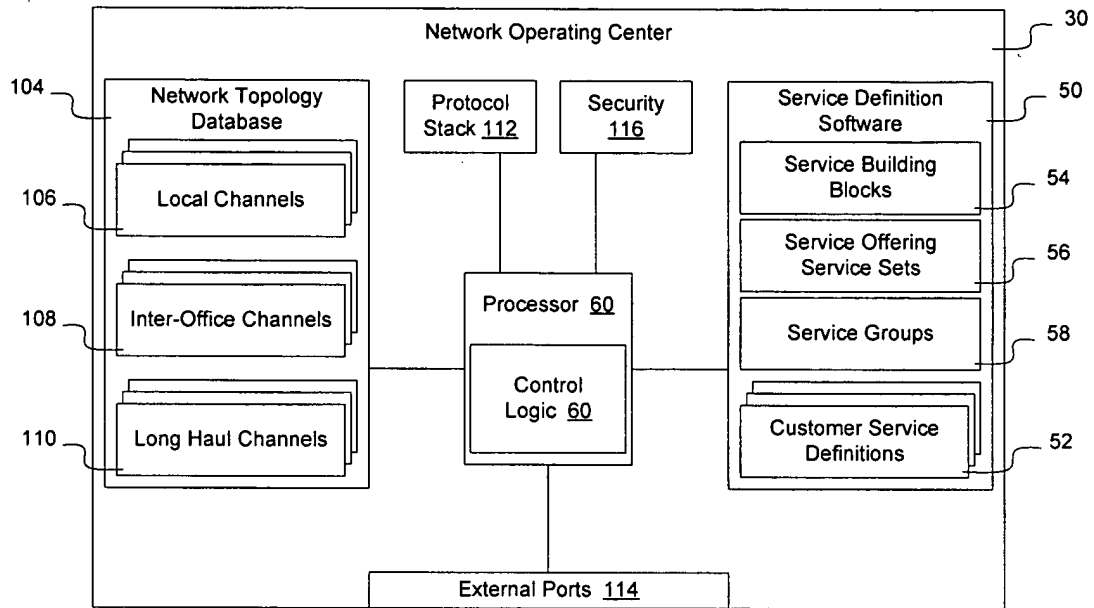 Network Operating Center
30
104
Network Topology
Database
Local Channels
106
Inter-Office Channels
108
Long Haul Channels
110
Protocol
Stack 112
Security
116
Processor 60
Control
Logic 60
Service Definition
Software
50
Service Building
Blocks
54
Service Offering
Service Sets
56
Service Groups
58
Customer Service
Definitions
52
External Ports 114